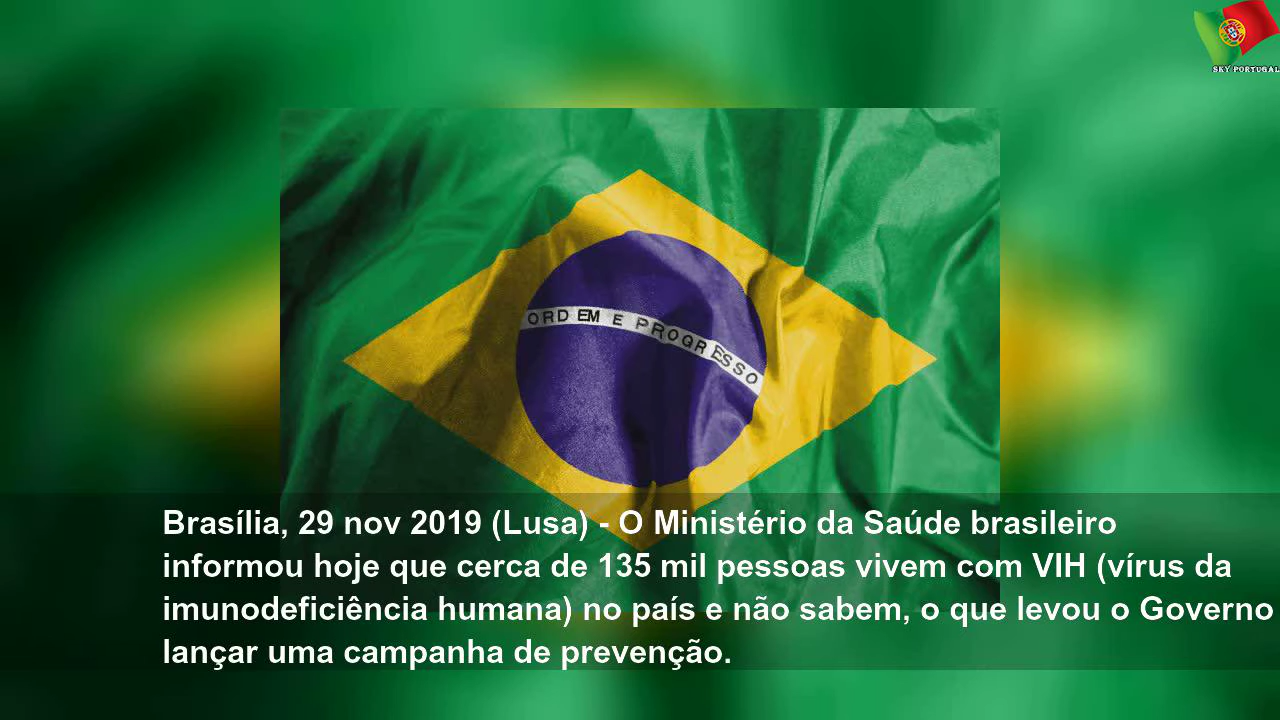 SKY PORTUGAL
ORDEM E PROGRESSO
Brasília, 29 nov 2019 (Lusa) - O Ministério da Saúde brasileiro
informou hoje que cerca de 135 mil pessoas vivem com VIH (vírus da
imunodeficiência humana) no país e não sabem, o que levou o Governo
lançar uma campanha de prevenção.